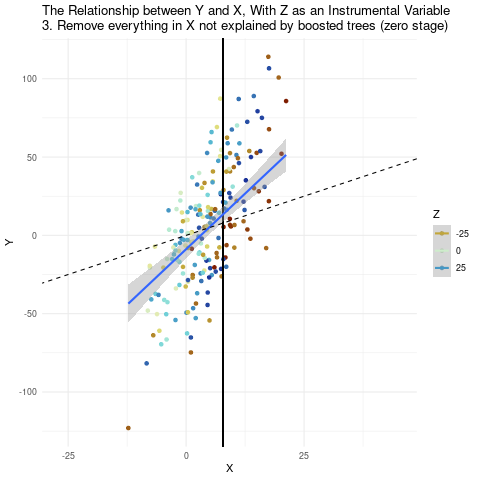 The Relationship between Y and X, With Z as an Instrumental Variable
3. Remove everything in X not explained by boosted trees (zero stage)
100
50
0
-50
-100
Y
-25
0
25
X
Z
-25
0
25